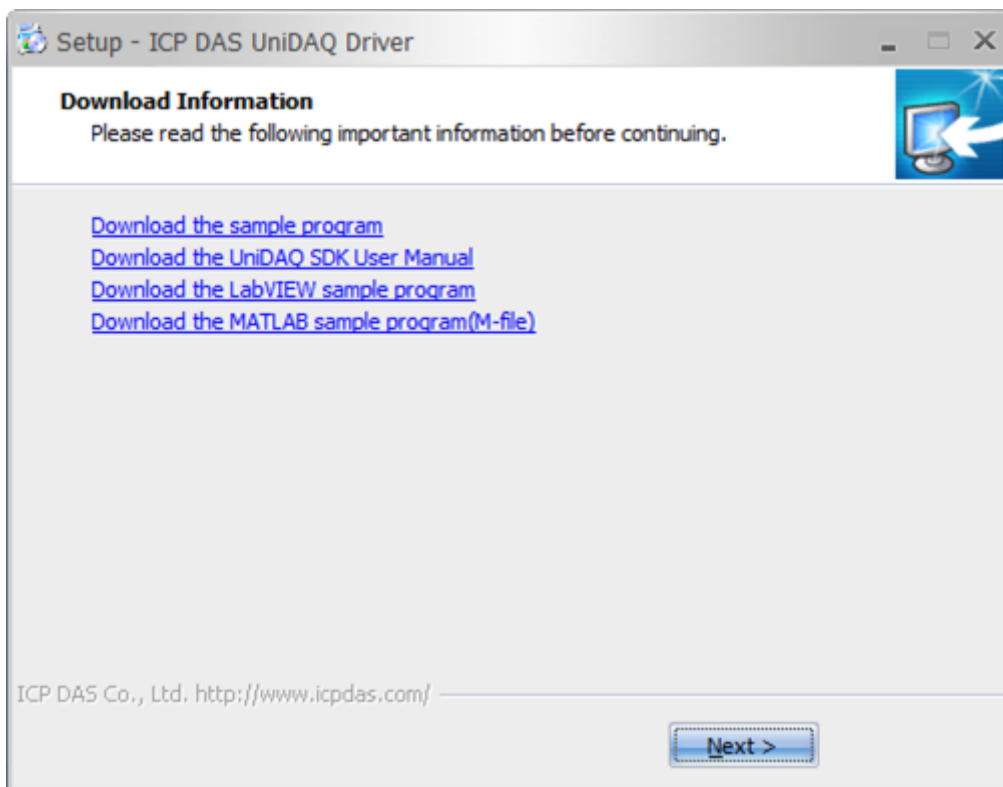 Setup - ICP DAS UniDAQ Driver
Download Information
Please read the following important information before continuing.
Download the sample program
Download the UniDAQ SDK User Manual
Download the LabVIEW sample program
Download the MATLAB sample program(M-file)
ICP DAS Co., Ltd. http://www.icpdas.com/
Next >